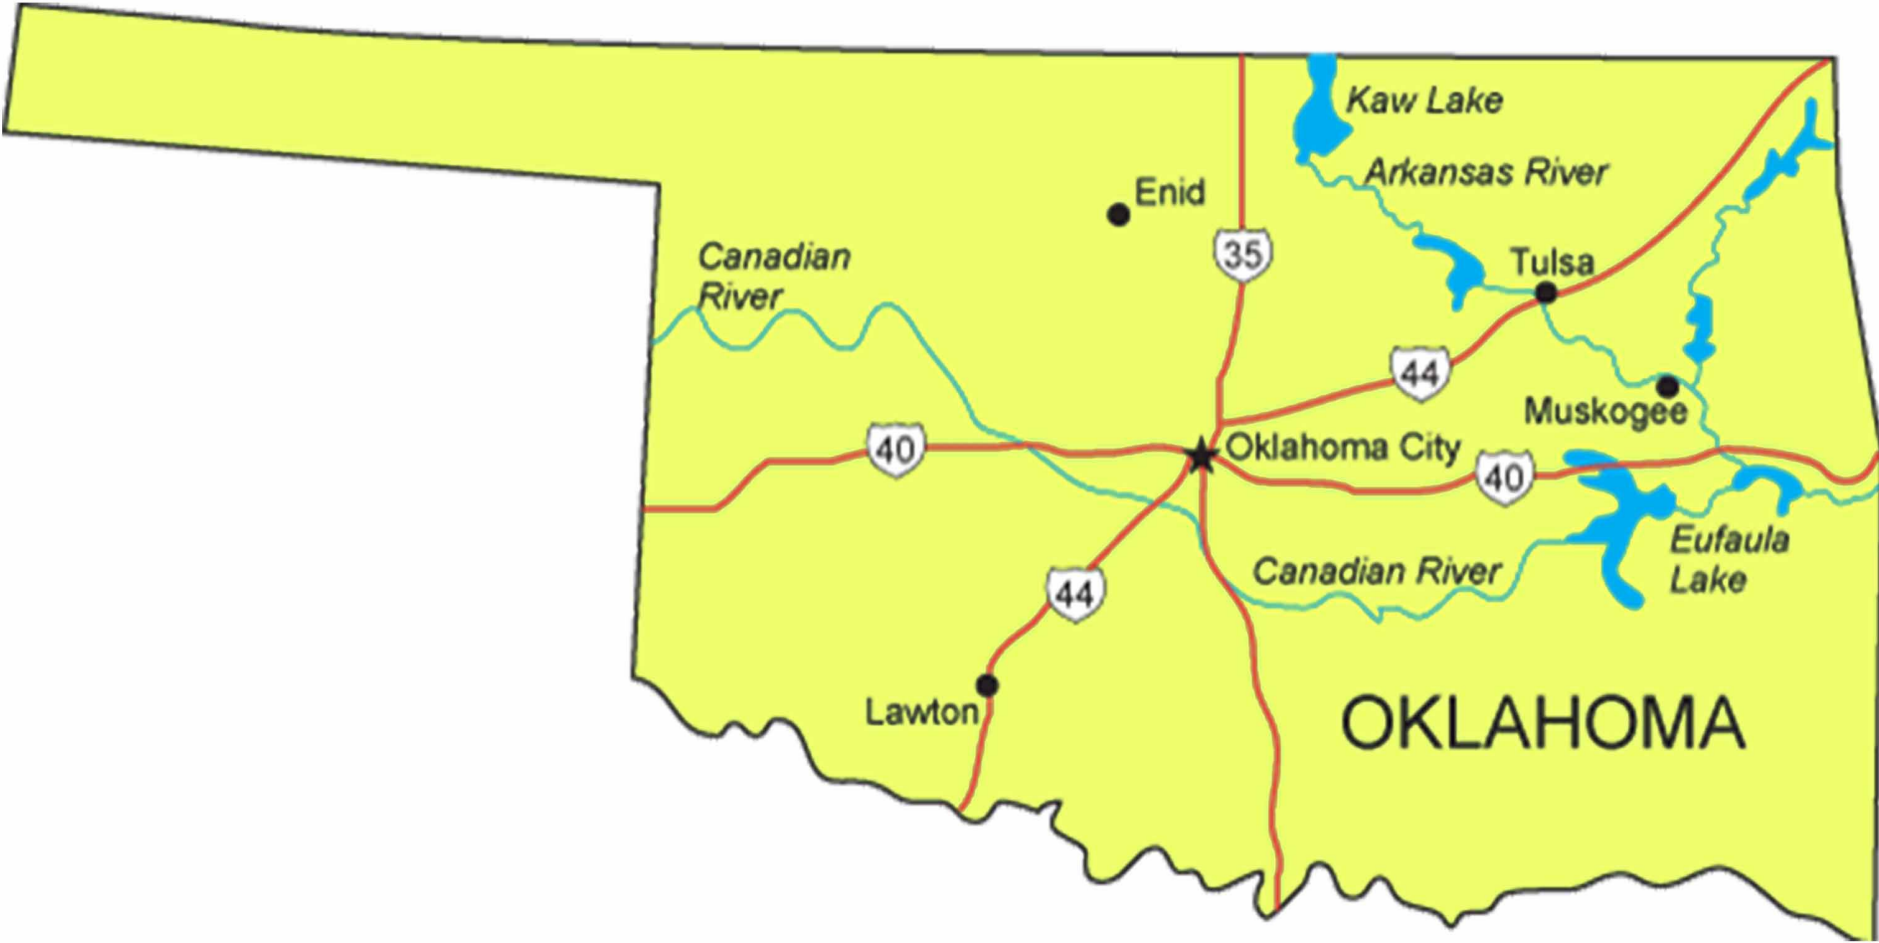 Kaw Lake
Arkansas River
Enid
Canadian
River
35
Tulsa
44
Muskogee
40
Oklahoma City
40
Eufaula
Lake
Canadian River
44
Lawton
OKLAHOMA